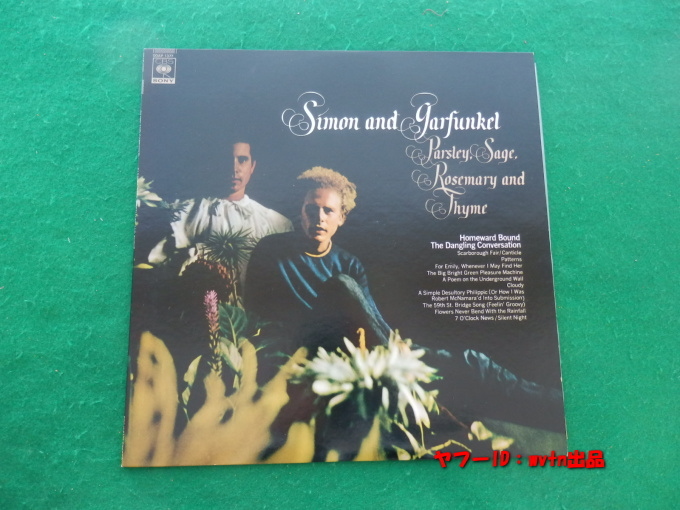 CBS
SONY
Simon and Garfunkel
Parsley, Sage,
Rosemary and
Thyme
Homeward Bound
The Dangling Conversation
Scarborough Fair/Canticle
Patterns
For Emily, Whenever I May Find Her
The Big Bright Green Pleasure Machine
A Poem on the Underground Wall
Cloudy
A Simple Desultory Philippic (Or How I Was
Robert McNamara'd Into Submission)
The 59th St. Bridge Song (Feelin' Groovy)
Flowers Never Bend With the Rainfall
7 O'Clock News/Silent Night
ヤフーID：mvfn出品